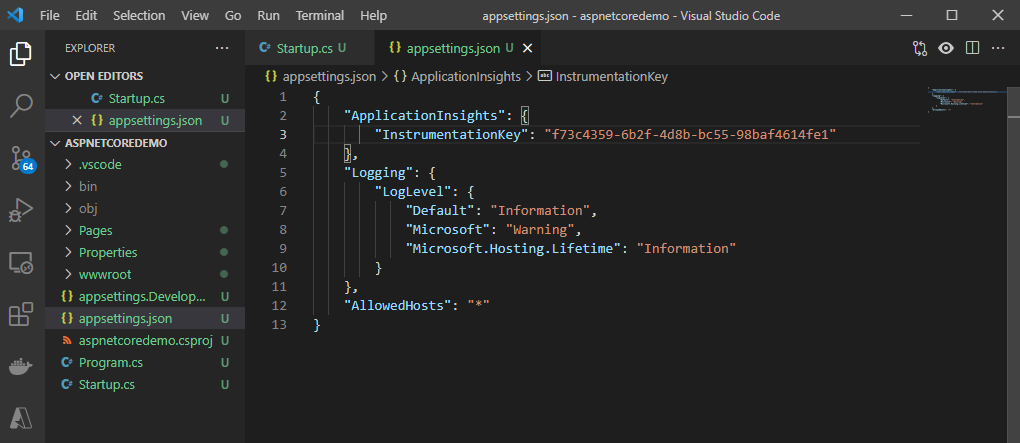 File Edit Selection View Go Run Terminal Help appsettings.json - aspnetcoredemo - Visual Studio Code
EXPLORER
OPEN EDITORS
Startup.cs U
appsettings.json U
ASPNETCOREDEMO
.vscode
bin
obj
Pages
Properties
wwwroot
appsettings.Develop... U
appsettings.json U
aspnetcoredemo.csproj U
Program.cs U
Startup.cs U
64
Startup.cs U appsettings.json U
{} appsettings.json > {} ApplicationInsights > abc InstrumentationKey
1 {
2 "ApplicationInsights": {
3 "InstrumentationKey": "f73c4359-6b2f-4d8b-bc55-98baf4614fe1"
4 },
5 "Logging": {
6 "LogLevel": {
7 "Default": "Information",
8 "Microsoft": "Warning",
9 "Microsoft.Hosting.Lifetime": "Information"
10 }
11 },
12 "AllowedHosts": "*"
13 }